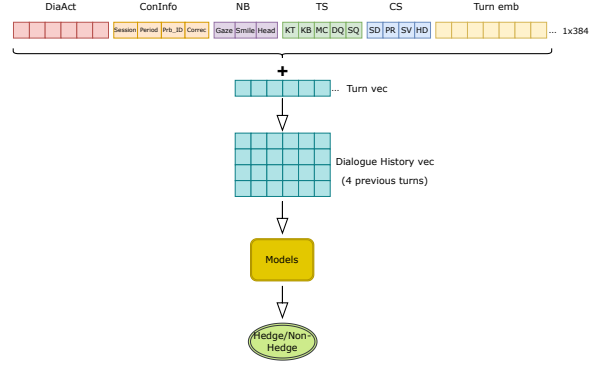 DiaAct ConInfo NB TS CS Turn emb
Session Period Prb_ID Correc Gaze Smile Head KT KB MC DQ SQ SD PR SV HD ... 1x384
+
... Turn vec
Dialogue History vec
(4 previous turns)
Models
Hedge/Non-
Hedge